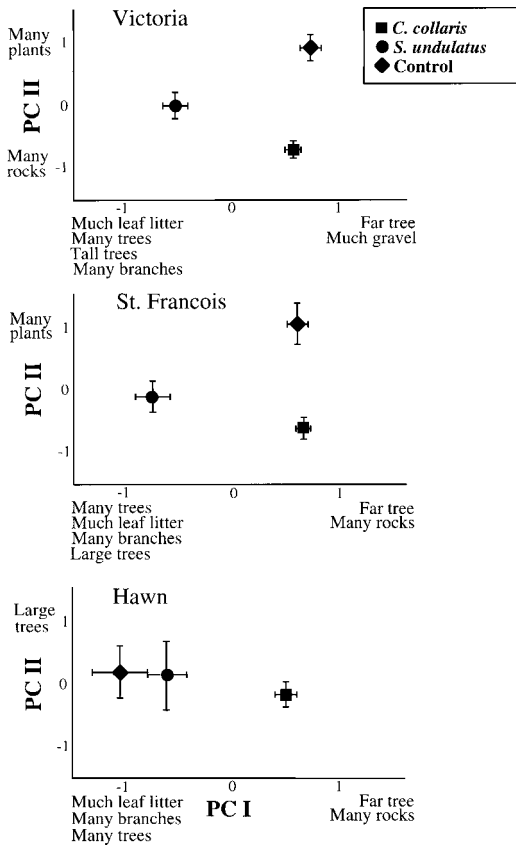 Victoria
C. collaris
S. undulatus
Control
Many
plants
1
PC II
0
Many
rocks
-1
-1
0
1
Much leaf litter
Many trees
Tall trees
Many branches
Far tree
Much gravel
St. Francois
Many
plants
1
PC II
0
-1
-1
0
1
Many trees
Much leaf litter
Many branches
Large trees
Far tree
Many rocks
Hawn
Large
trees
1
PC II
0
-1
-1
0
1
Much leaf litter
Many branches
Many trees
PC I
Far tree
Many rocks